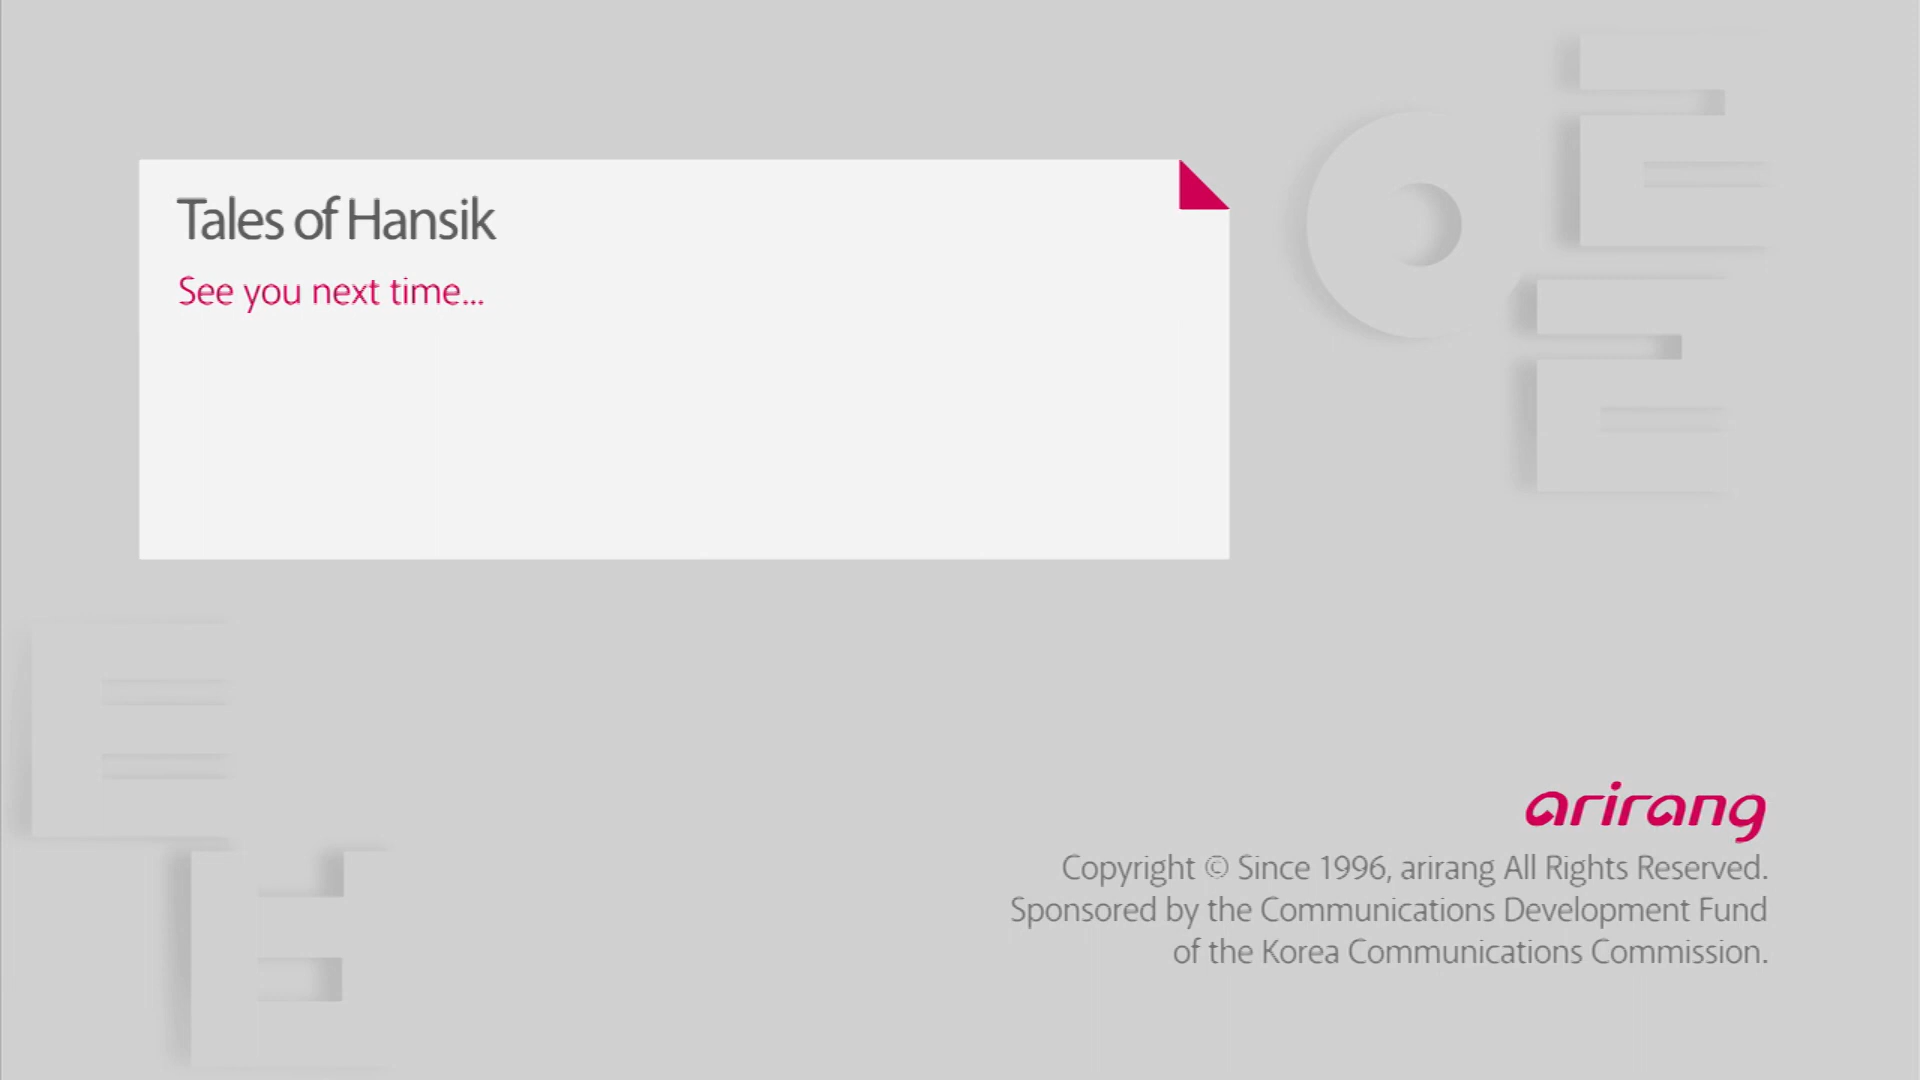 Tales of Hansik
See you next time...
arirang
Copyright © Since 1996, arirang All Rights Reserved.
Sponsored by the Communications Development Fund
of the Korea Communications Commission.